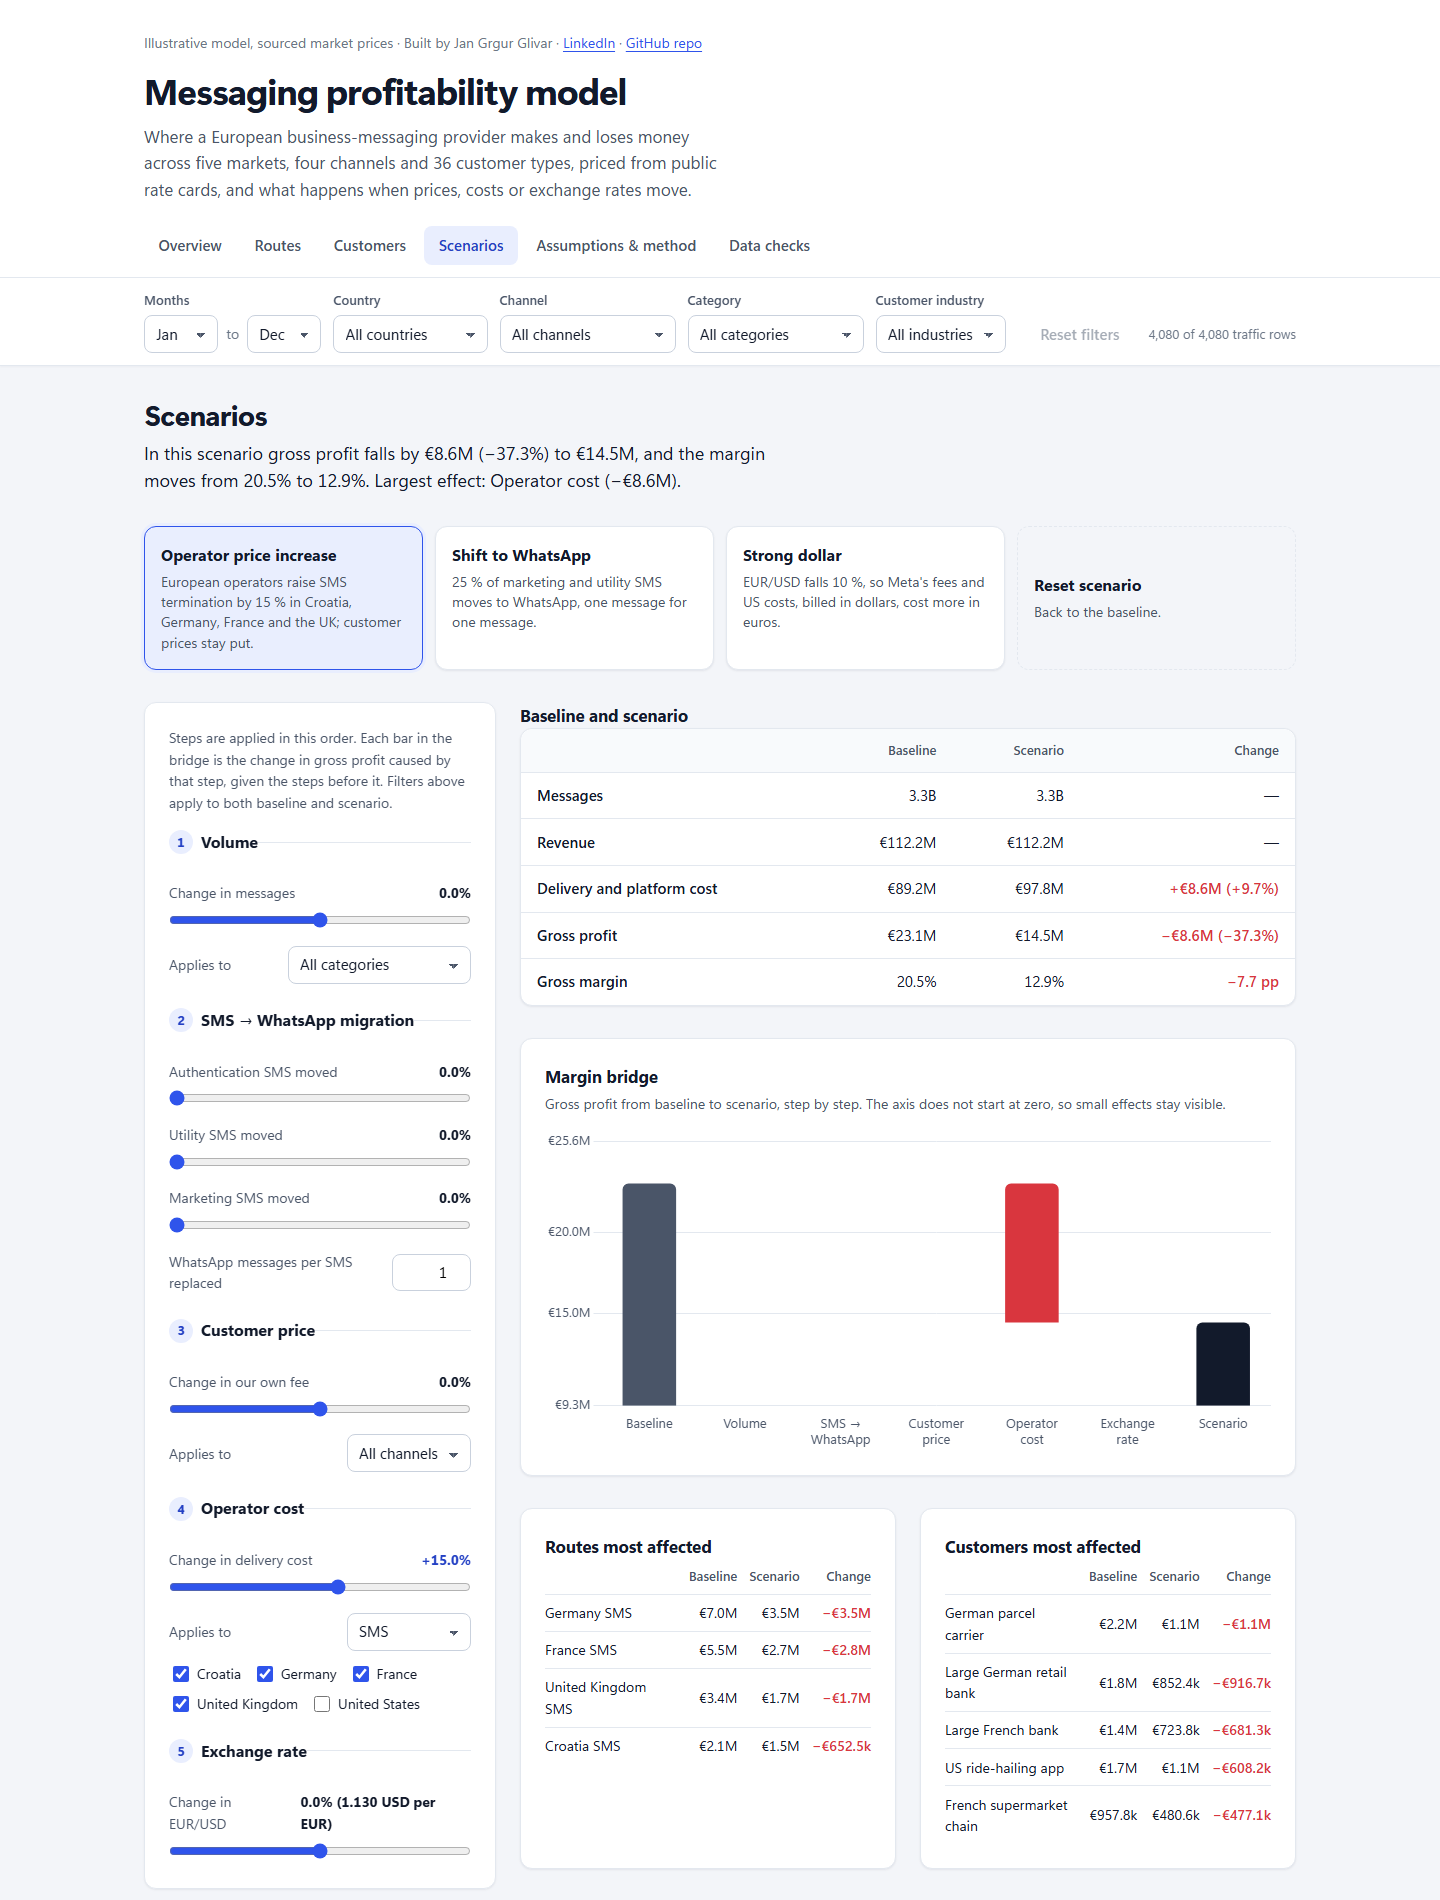 Illustrative model, sourced market prices · Built by Jan Grgur Glivar · LinkedIn · GitHub repo
Messaging profitability model
Where a European business-messaging provider makes and loses money
across five markets, four channels and 36 customer types, priced from public
rate cards, and what happens when prices, costs or exchange rates move.
Overview Routes Customers Scenarios Assumptions & method Data checks
Months Country Channel Category Customer industry
Jan to Dec All countries All channels All categories All industries Reset filters 4,080 of 4,080 traffic rows
Scenarios
In this scenario gross profit falls by €8.6M (−37.3%) to €14.5M, and the margin
moves from 20.5% to 12.9%. Largest effect: Operator cost (−€8.6M).
Operator price increase
European operators raise SMS
termination by 15 % in Croatia,
Germany, France and the UK; customer
prices stay put.
Shift to WhatsApp
25 % of marketing and utility SMS
moves to WhatsApp, one message for
one message.
Strong dollar
EUR/USD falls 10 %, so Meta's fees and
US costs, billed in dollars, cost more in
euros.
Reset scenario
Back to the baseline.
Steps are applied in this order. Each bar in the
bridge is the change in gross profit caused by
that step, given the steps before it. Filters above
apply to both baseline and scenario.
1 Volume
Change in messages 0.0%
Applies to All categories
2 SMS → WhatsApp migration
Authentication SMS moved 0.0%
Utility SMS moved 0.0%
Marketing SMS moved 0.0%
WhatsApp messages per SMS
replaced 1
3 Customer price
Change in our own fee 0.0%
Applies to All channels
4 Operator cost
Change in delivery cost +15.0%
Applies to SMS
Croatia Germany France
United Kingdom United States
5 Exchange rate
Change in 0.0% (1.130 USD per
EUR/USD EUR)
Baseline and scenario
Baseline Scenario Change
Messages 3.3B 3.3B —
Revenue €112.2M €112.2M —
Delivery and platform cost €89.2M €97.8M +€8.6M (+9.7%)
Gross profit €23.1M €14.5M −€8.6M (−37.3%)
Gross margin 20.5% 12.9% −7.7 pp
Margin bridge
Gross profit from baseline to scenario, step by step. The axis does not start at zero, so small effects stay visible.
€25.6M
€20.0M
€15.0M
€9.3M
Baseline Volume SMS → Customer Operator Exchange Scenario
WhatsApp price cost rate
Routes most affected
Baseline Scenario Change
Germany SMS €7.0M €3.5M −€3.5M
France SMS €5.5M €2.7M −€2.8M
United Kingdom
SMS €3.4M €1.7M −€1.7M
Croatia SMS €2.1M €1.5M −€652.5k
Customers most affected
Baseline Scenario Change
German parcel
carrier €2.2M €1.1M −€1.1M
Large German retail
bank €1.8M €852.4k −€916.7k
Large French bank €1.4M €723.8k −€681.3k
US ride-hailing app €1.7M €1.1M −€608.2k
French supermarket
chain €957.8k €480.6k −€477.1k